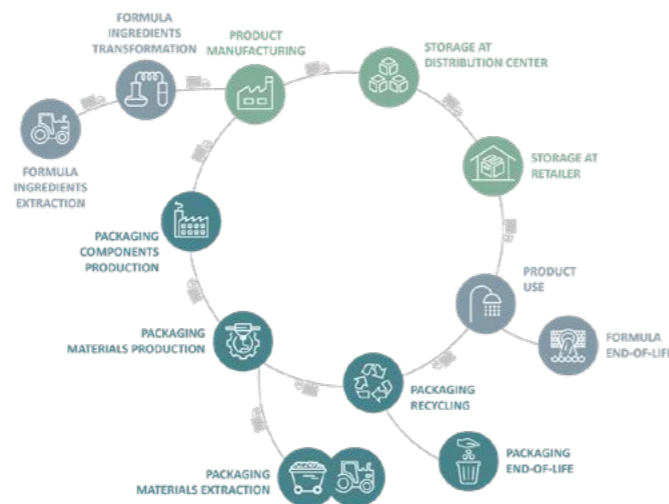 FORMULA
INGREDIENTS
TRANSFORMATION
PRODUCT
MANUFACTURING
STORAGE AT
DISTRIBUTION CENTER
FORMULA
INGREDIENTS
EXTRACTION
STORAGE AT
RETAILER
PACKAGING
COMPONENTS
PRODUCTION
PRODUCT
USE
PACKAGING
MATERIALS PRODUCTION
FORMULA
END-OF-LIFE
PACKAGING
RECYCLING
PACKAGING
MATERIALS EXTRACTION
PACKAGING
END-OF-LIFE